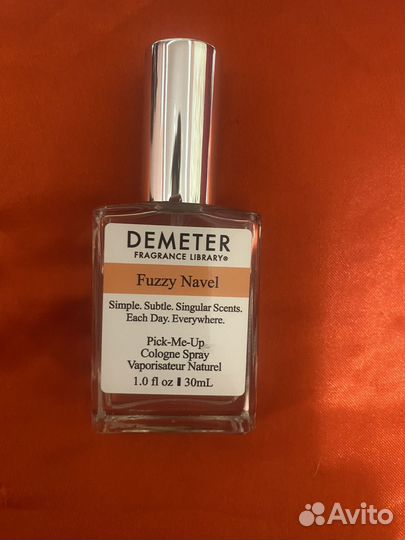 DEMETER
FRAGRANCE LIBRARY®
Fuzzy Navel
Simple. Subtle. Singular Scents.
Each Day. Everywhere.
Pick-Me-Up
Cologne Spray
Vaporisateur Naturel
1.0 fl oz | 30mL
Avito